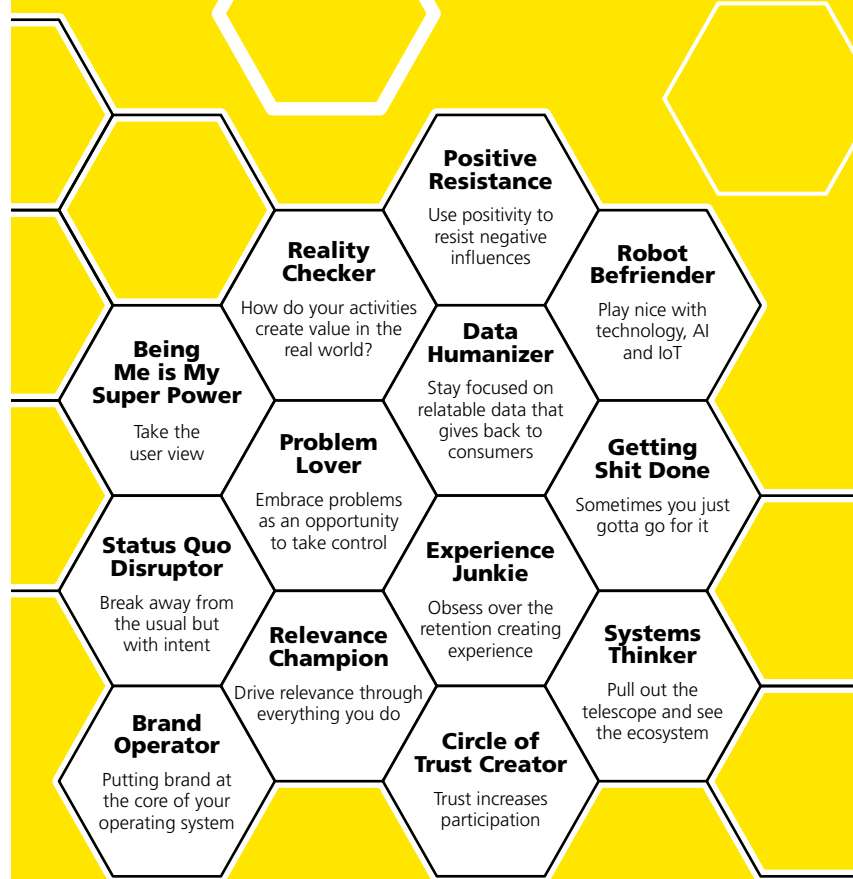 Positive
Resistance
Use positivity to
resist negative
influences
Reality
Checker
How do your activities
create value in the
real world?
Robot
Befriender
Play nice with
technology, AI
and IoT
Being
Me is My
Super Power
Take the
user view
Data
Humanizer
Stay focused on
relatable data that
gives back to
consumers
Problem
Lover
Embrace problems
as an opportunity
to take control
Getting
Shit Done
Sometimes you just
gotta go for it
Status Quo
Disruptor
Break away from
the usual but
with intent
Experience
Junkie
Obsess over the
retention creating
experience
Relevance
Champion
Drive relevance through
everything you do
Systems
Thinker
Pull out the
telescope and see
the ecosystem
Brand
Operator
Putting brand at
the core of your
operating system
Circle of
Trust Creator
Trust increases
participation